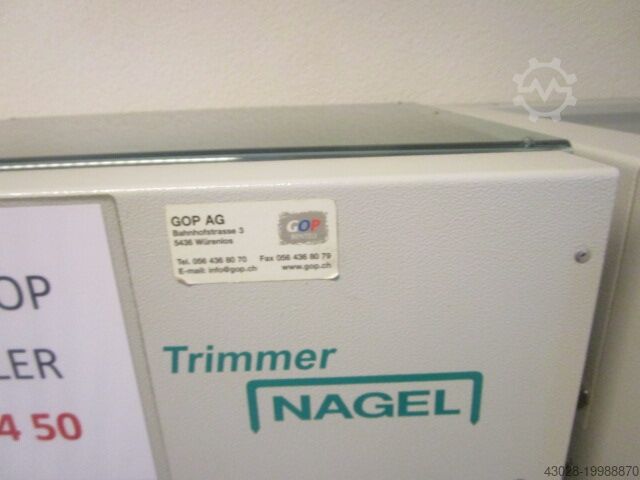 GOP AG
Bahnhofstrasse 3
5436 Würenlos
GOP
Tel. 056 436 80 70 Fax 056 436 80 79
E-mail: info@gop.ch www.gop.ch
OP
LER
4 50
Trimmer
NAGEL
43028-19988870